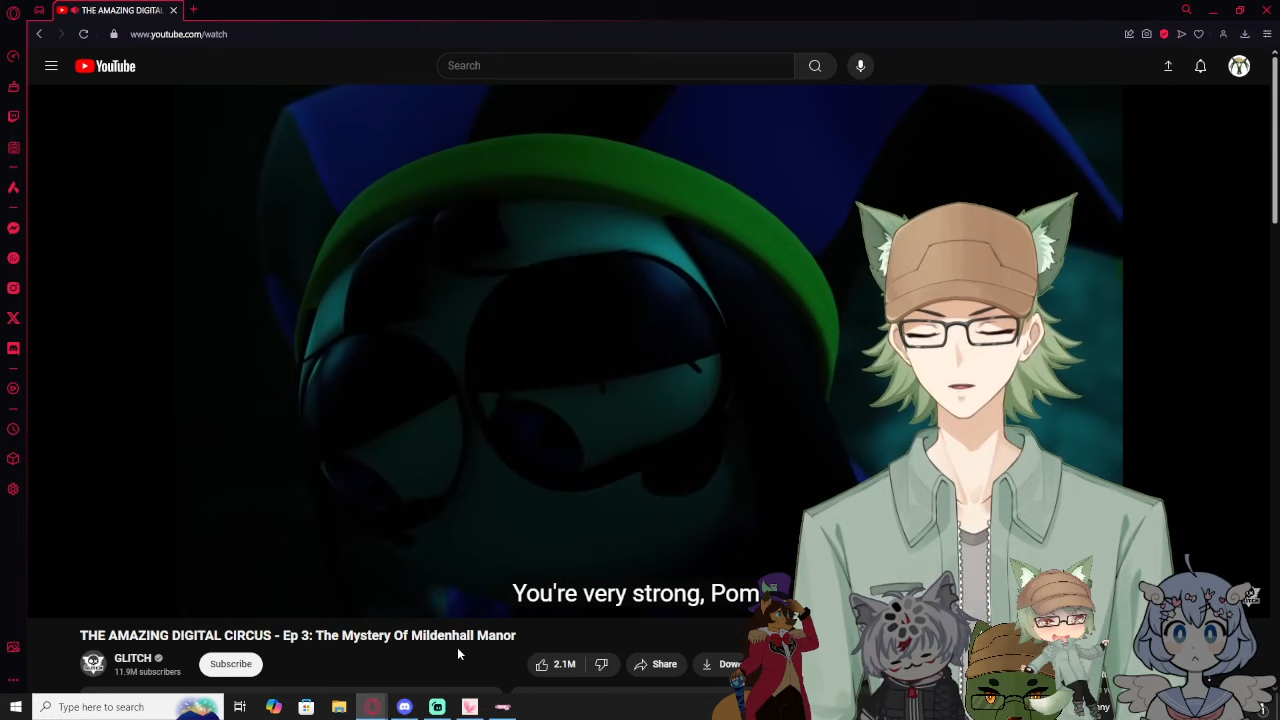 THE AMAZING DIGITAL
www.youtube.com/watch
YouTube
Search
You're very strong, Pom
THE AMAZING DIGITAL CIRCUS - Ep 3: The Mystery Of Mildenhall Manor
GLITCH
11.9M subscribers
Subscribe
2.1M
Share
Dow
Type here to search